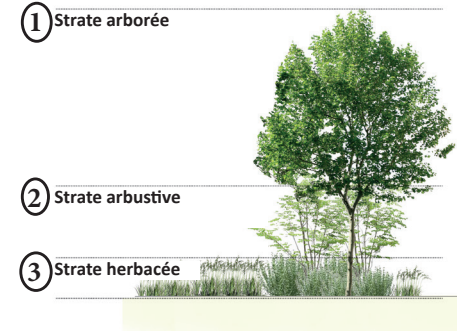 1 Strate arborée
2 Strate arbustive
3 Strate herbacée